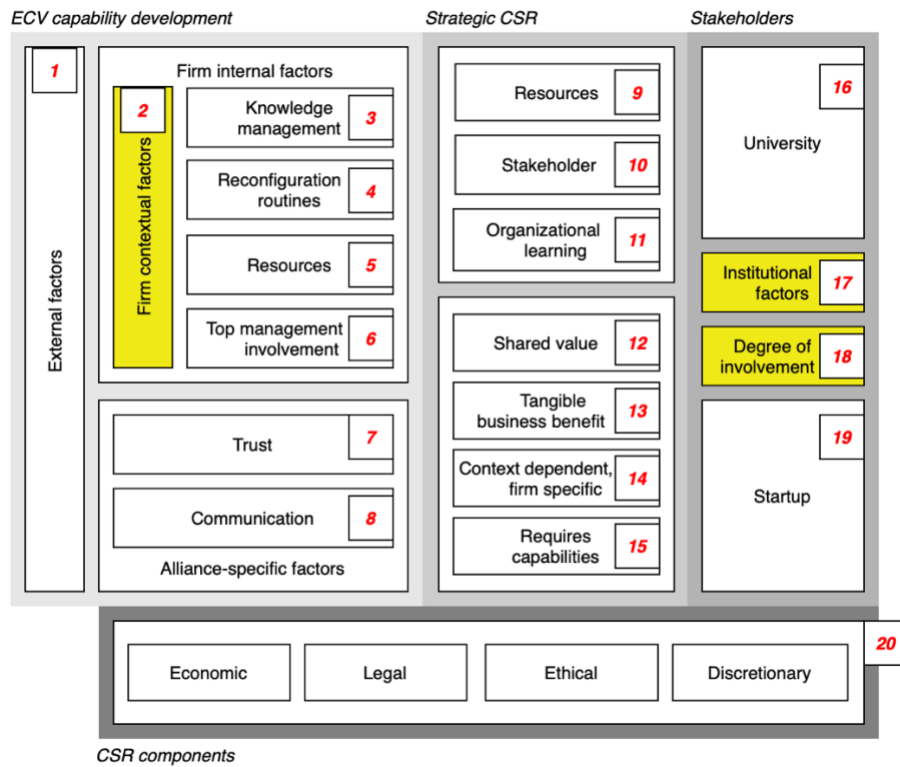 ECV capability development
Strategic CSR
Stakeholders
1
External factors
Firm internal factors
2
Firm contextual factors
Knowledge
management
3
Reconfiguration
routines
4
Resources
5
Top management
involvement
6
Trust
7
Communication
8
Alliance-specific factors
Resources
9
Stakeholder
10
Organizational
learning
11
Shared value
12
Tangible
business benefit
13
Context dependent,
firm specific
14
Requires
capabilities
15
16
University
Institutional
factors
17
Degree of
involvement
18
19
Startup
20
Economic
Legal
Ethical
Discretionary
CSR components